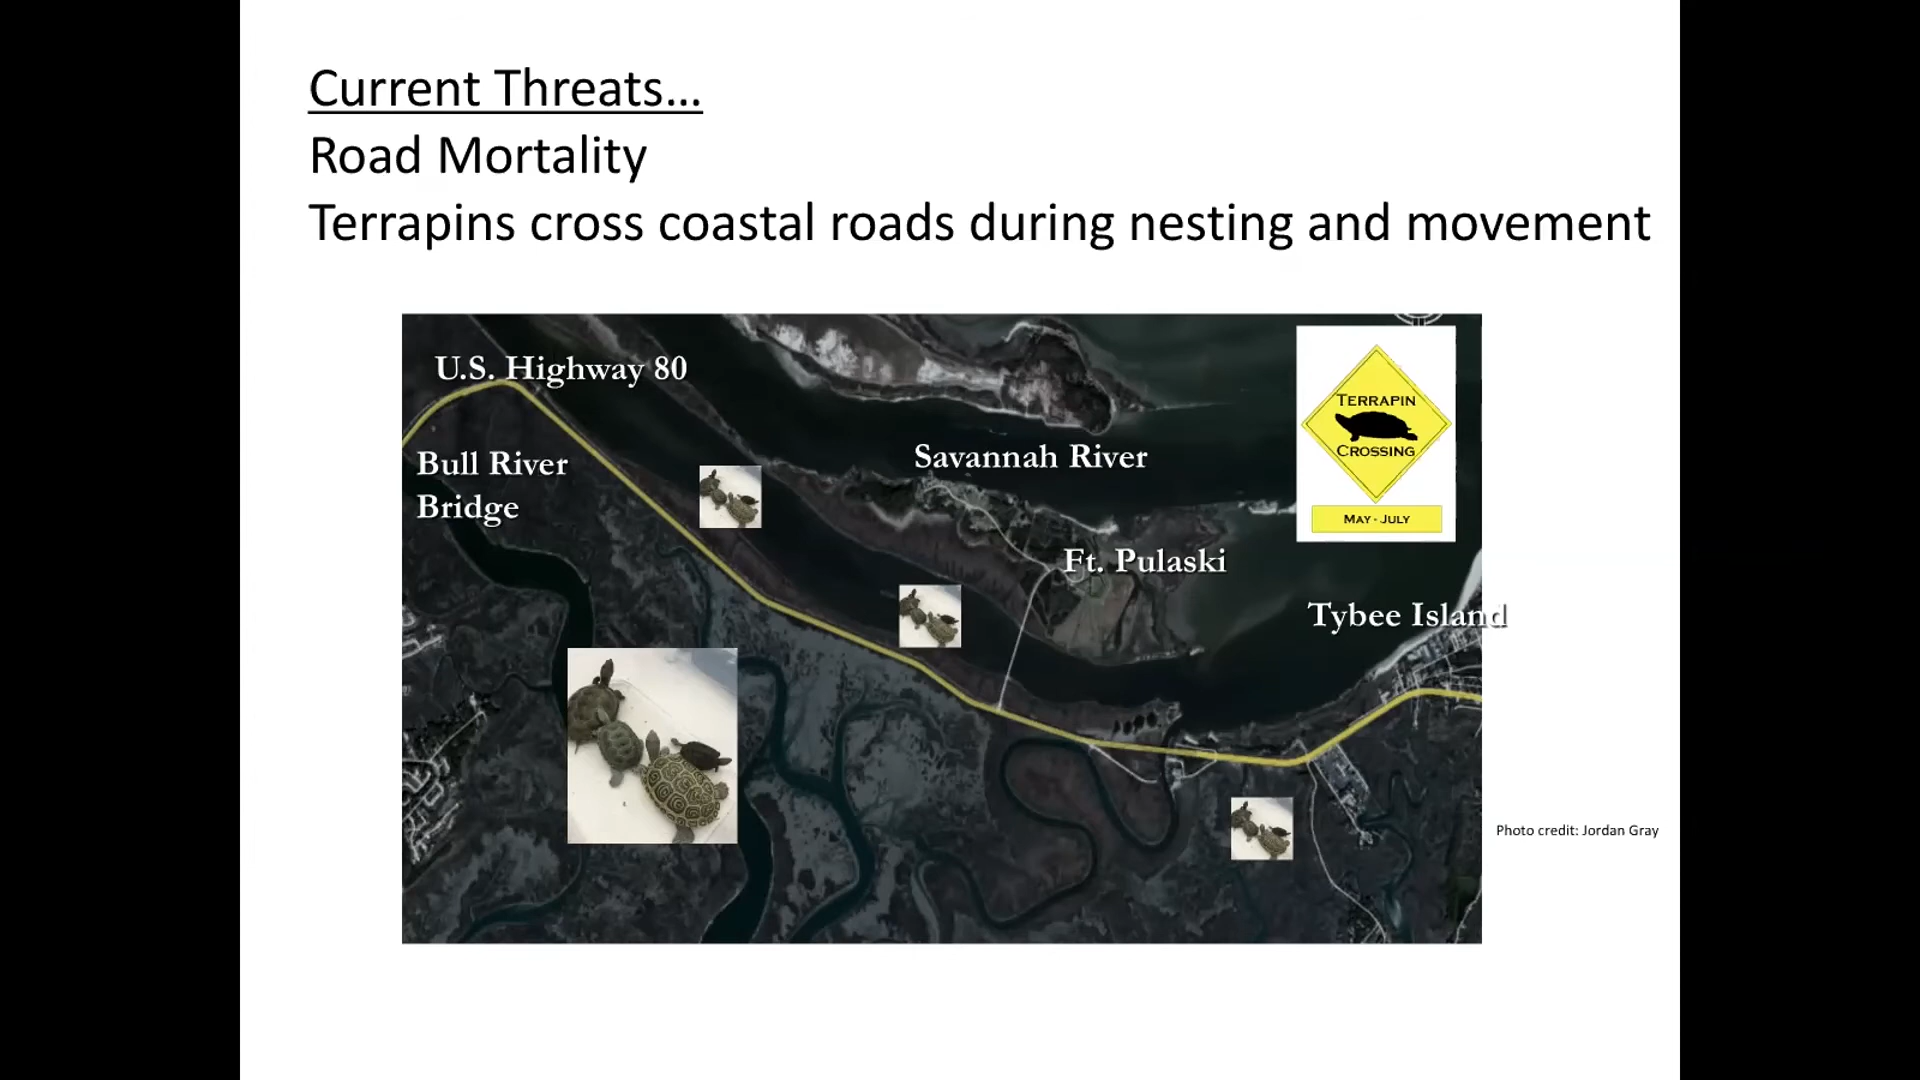 Current Threats...
Road Mortality
Terrapins cross coastal roads during nesting and movement
U.S. Highway 80
Bull River
Bridge
Savannah River
Ft. Pulaski
Tybee Island
TERRAPIN
CROSSING
MAY - JULY
Photo credit: Jordan Gray